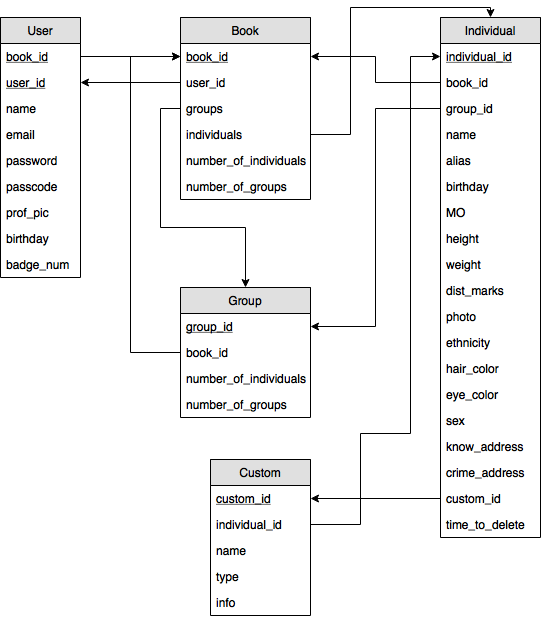 User
book_id
user_id
name
email
password
passcode
prof_pic
birthday
badge_num
Book
book_id
user_id
groups
individuals
number_of_individuals
number_of_groups
Individual
individual_id
book_id
group_id
name
alias
birthday
MO
height
weight
dist_marks
photo
ethnicity
hair_color
eye_color
sex
know_address
crime_address
custom_id
time_to_delete
Group
group_id
book_id
number_of_individuals
number_of_groups
Custom
custom_id
individual_id
name
type
info